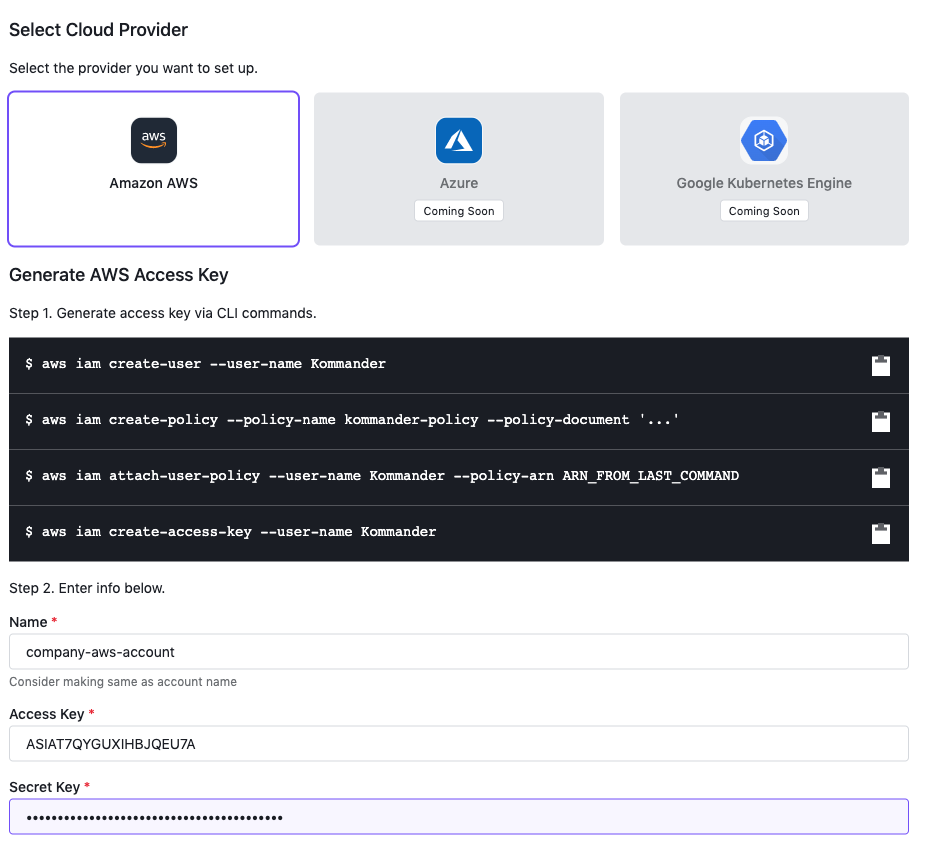 Select Cloud Provider
Select the provider you want to set up.
aws
Amazon AWS
Azure
Coming Soon
Google Kubernetes Engine
Coming Soon
Generate AWS Access Key
Step 1. Generate access key via CLI commands.
$ aws iam create-user --user-name Kommander
$ aws iam create-policy --policy-name kommander-policy --policy-document '...'
$ aws iam attach-user-policy --user-name Kommander --policy-arn ARN_FROM_LAST_COMMAND
$ aws iam create-access-key --user-name Kommander
Step 2. Enter info below.
Name *
company-aws-account
Consider making same as account name
Access Key *
ASIAT7QYGUXIHBJQEU7A
Secret Key *
••••••••••••••••••••••••••••••••••••••••